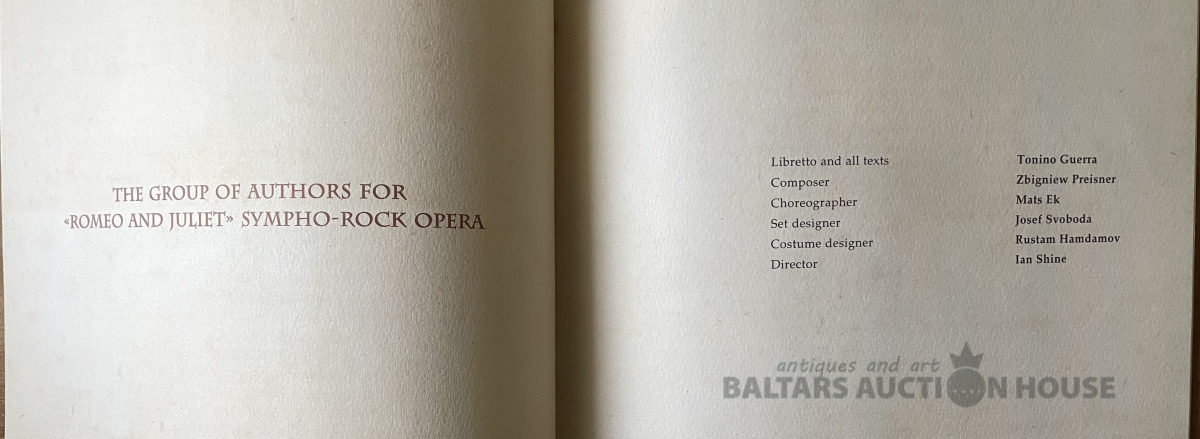 THE GROUP OF AUTHORS FOR
«ROMEO AND JULIET» SYMPHO-ROCK OPERA
Libretto and all texts Tonino Guerra
Composer Zbigniew Preisner
Choreographer Mats Ek
Set designer Josef Svoboda
Costume designer Rustam Hamdamov
Director Ian Shine
antiques and art
BALTARS AUCTION HOUSE